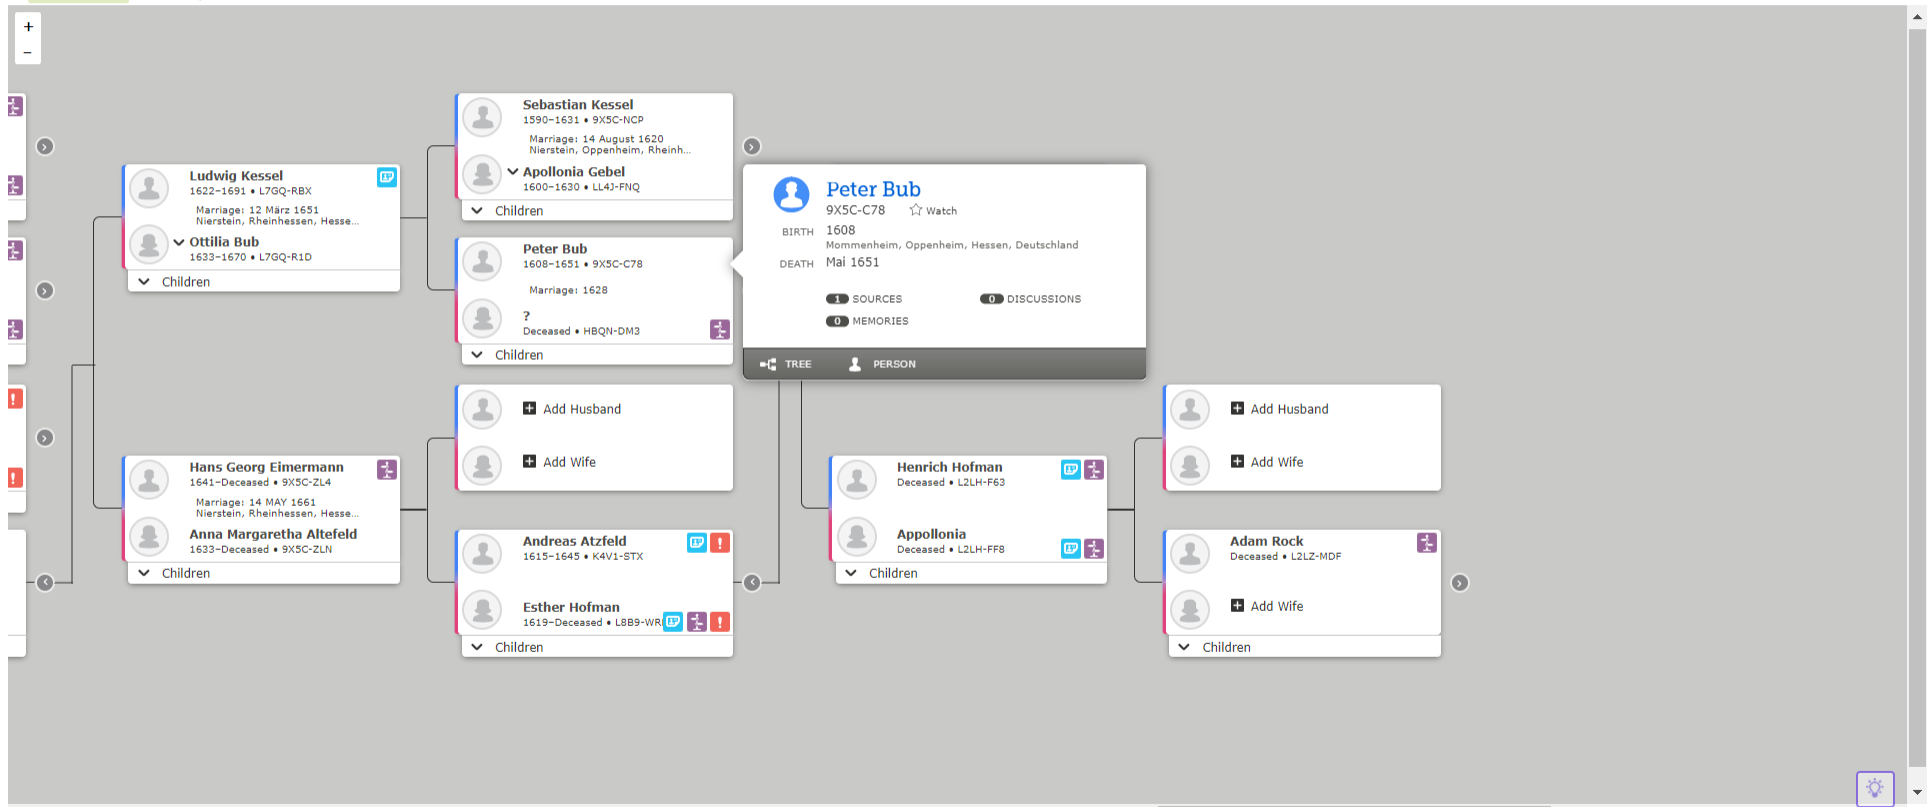 +
−
Sebastian Kessel
1590–1631 • 9X5C-NCP
Marriage: 14 August 1620
Nierstein, Oppenheim, Rheinh...
Apollonia Gebel
1600–1630 • LL4J-FNQ
Children
Ludwig Kessel
1622–1691 • L7GQ-RBX
Marriage: 12 März 1651
Nierstein, Rheinhessen, Hesse...
Ottilia Bub
1633–1670 • L7GQ-R1D
Children
Peter Bub
1608–1651 • 9X5C-C78
Marriage: 1628
?
Deceased • HBQN-DM3
Children
Peter Bub
9X5C-C78 Watch
BIRTH 1608
Mommenheim, Oppenheim, Hessen, Deutschland
DEATH Mai 1651
1 SOURCES 0 DISCUSSIONS
0 MEMORIES
TREE PERSON
Hans Georg Eimermann
1641–Deceased • 9X5C-ZL4
Marriage: 14 MAY 1661
Nierstein, Rheinhessen, Hesse...
Anna Margaretha Altefeld
1633–Deceased • 9X5C-ZLN
Children
Add Husband
Add Wife
Andreas Atzfeld
1615–1645 • K4V1-STX
Esther Hofman
1619–Deceased • L8B9-WR
Children
Henrich Hofman
Deceased • L2LH-F63
Appollonia
Deceased • L2LH-FF8
Children
Add Husband
Add Wife
Adam Rock
Deceased • L2LZ-MDF
Add Wife
Children